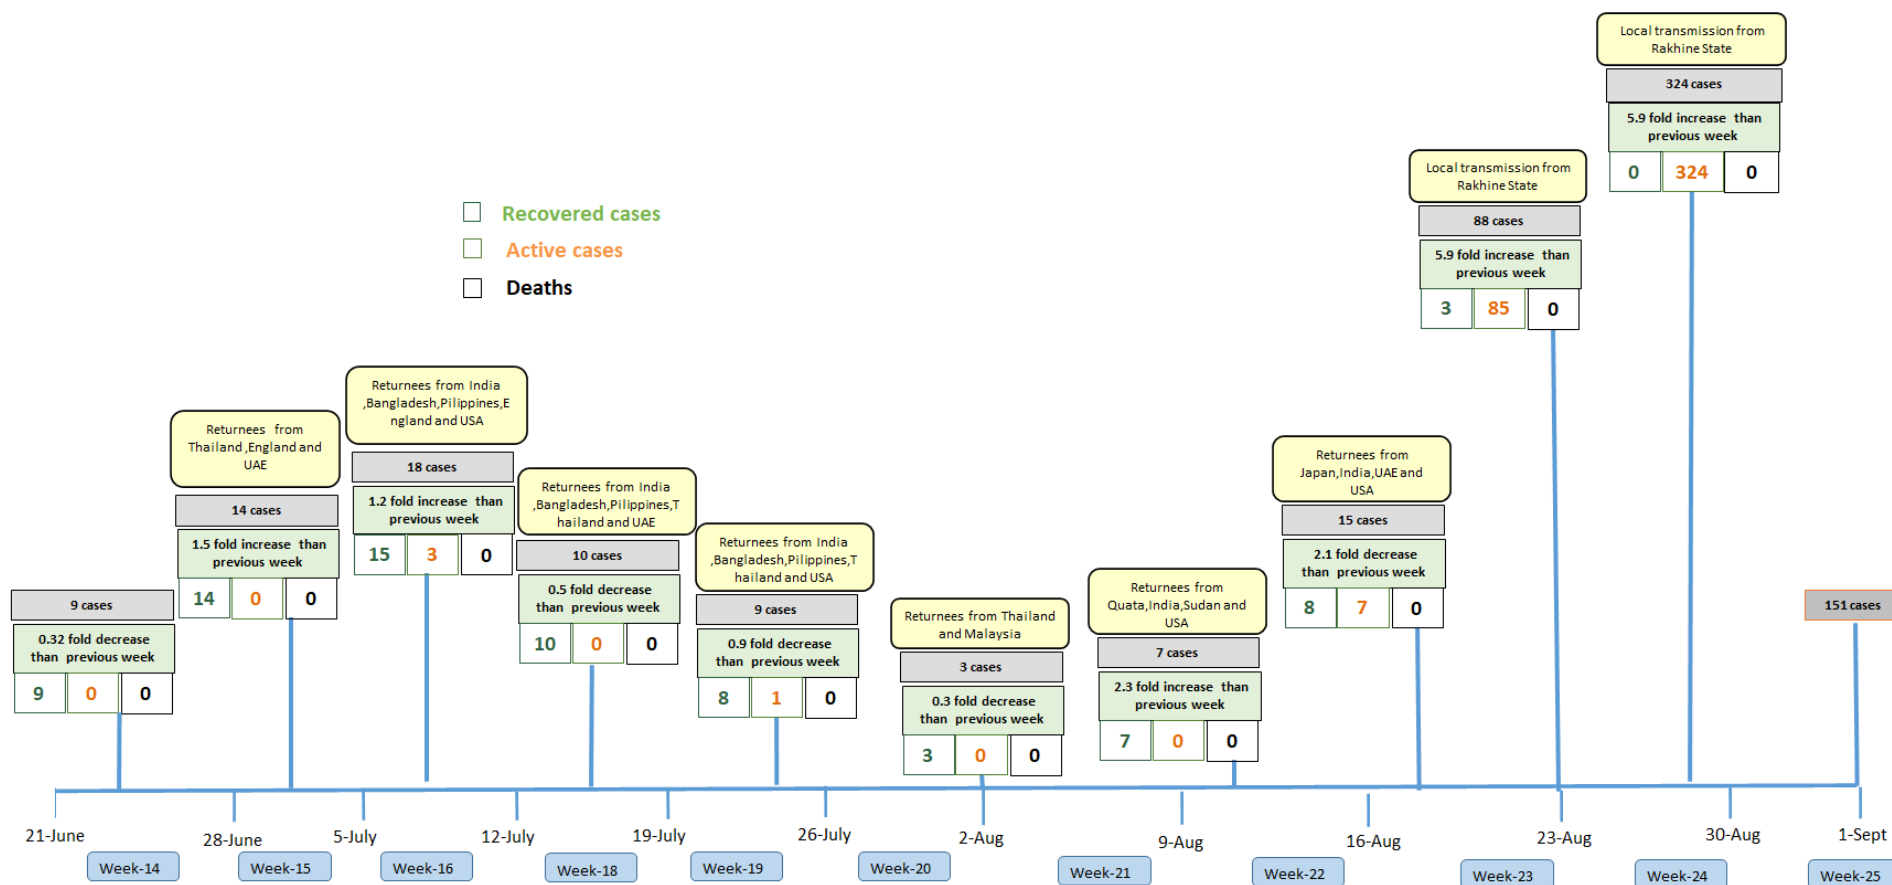 Local transmission from
Rakhine State
324 cases
5.9 fold increase than
previous week
0 324 0
Local transmission from
Rakhine State
88 cases
5.9 fold increase than
previous week
3 85 0
Recovered cases
Active cases
Deaths
Returnees from India
,Bangladesh,Pilippines,E
ngland and USA
18 cases
1.2 fold increase than
previous week
15 3 0
Returnees from
Thailand ,England and
UAE
14 cases
1.5 fold increase than
previous week
14 0 0
9 cases
0.32 fold decrease
than previous week
9 0 0
Returnees from India
,Bangladesh,Pilippines,T
hailand and UAE
10 cases
0.5 fold decrease
than previous week
10 0 0
Returnees from India
,Bangladesh,Pilippines,T
hailand and USA
9 cases
0.9 fold decrease
than previous week
8 1 0
Returnees from Thailand
and Malaysia
3 cases
0.3 fold decrease
than previous week
3 0 0
Returnees from
Quata,India,Sudan and
USA
7 cases
2.3 fold increase than
previous week
7 0 0
Returnees from
Japan,India,UAE and
USA
15 cases
2.1 fold decrease
than previous week
8 7 0
151 cases
21-June 28-June 5-July 12-July 19-July 26-July 2-Aug 9-Aug 16-Aug 23-Aug 30-Aug 1-Sept
Week-14 Week-15 Week-16 Week-18 Week-19 Week-20 Week-21 Week-22 Week-23 Week-24 Week-25